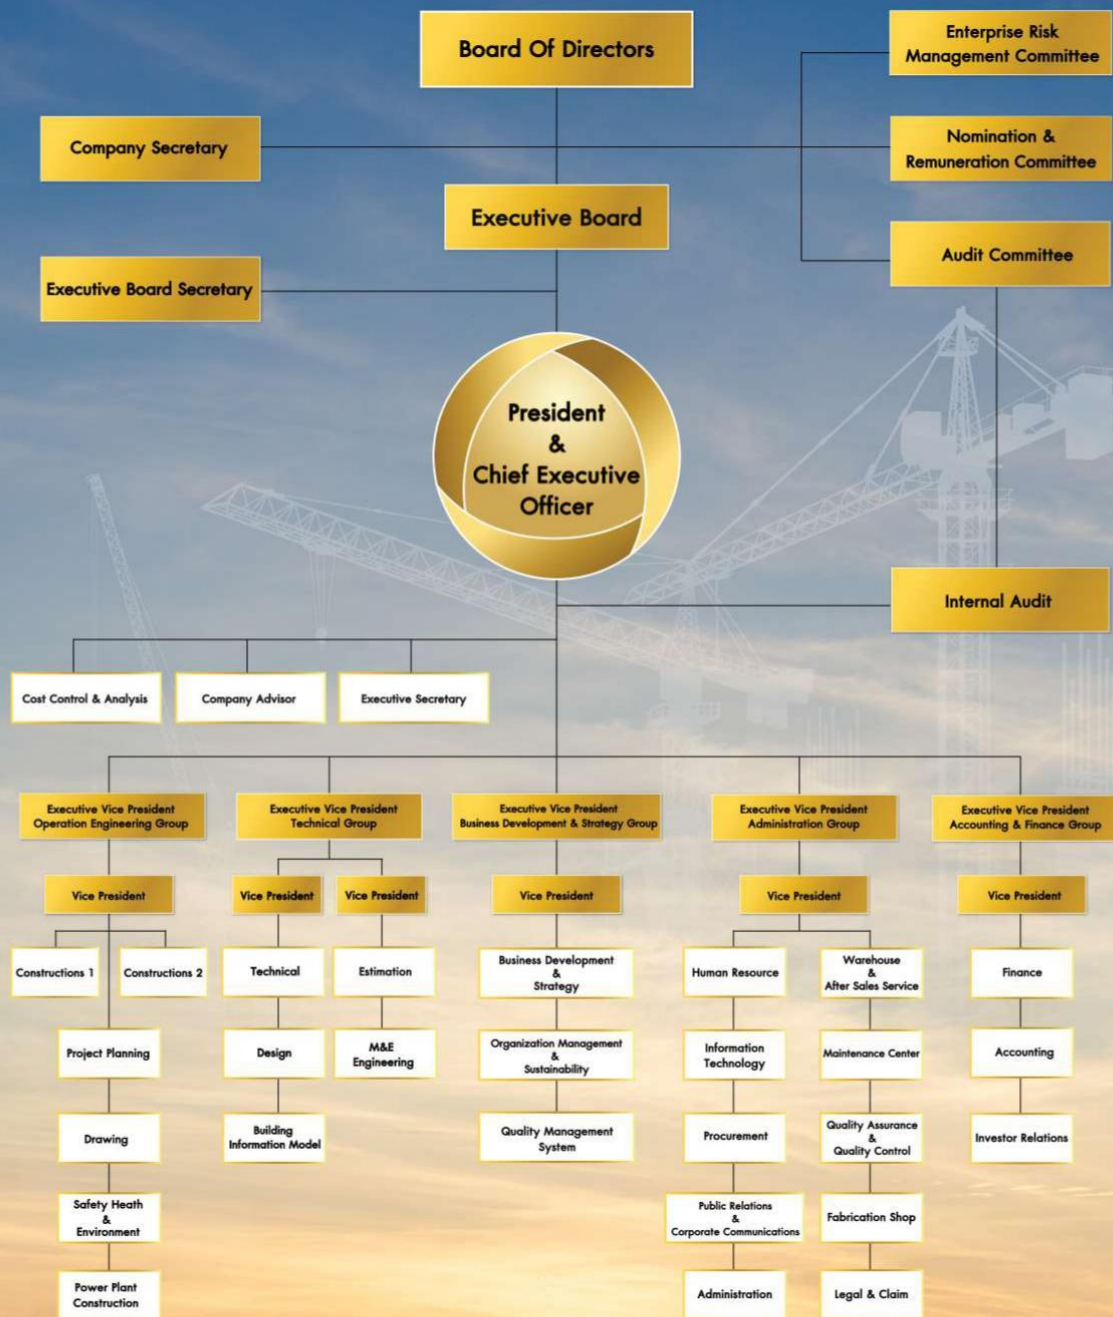 Board Of Directors
Enterprise Risk
Management Committee
Company Secretary
Nomination &
Remuneration Committee
Executive Board
Audit Committee
Executive Board Secretary
President
&
Chief Executive
Officer
Internal Audit
Cost Control & Analysis
Company Advisor
Executive Secretary
Executive Vice President
Operation Engineering Group
Executive Vice President
Technical Group
Executive Vice President
Business Development & Strategy Group
Executive Vice President
Administration Group
Executive Vice President
Accounting & Finance Group
Vice President
Vice President
Vice President
Vice President
Vice President
Vice President
Constructions 1
Constructions 2
Technical
Estimation
Business Development
&
Strategy
Human Resource
Warehouse
&
After Sales Service
Finance
Project Planning
Design
M&E
Engineering
Organization Management
&
Sustainability
Information
Technology
Maintenance Center
Accounting
Drawing
Building
Information Model
Quality Management
System
Procurement
Quality Assurance
&
Quality Control
Investor Relations
Safety Heath
&
Environment
Public Relations
&
Corporate Communications
Fabrication Shop
Power Plant
Construction
Administration
Legal & Claim